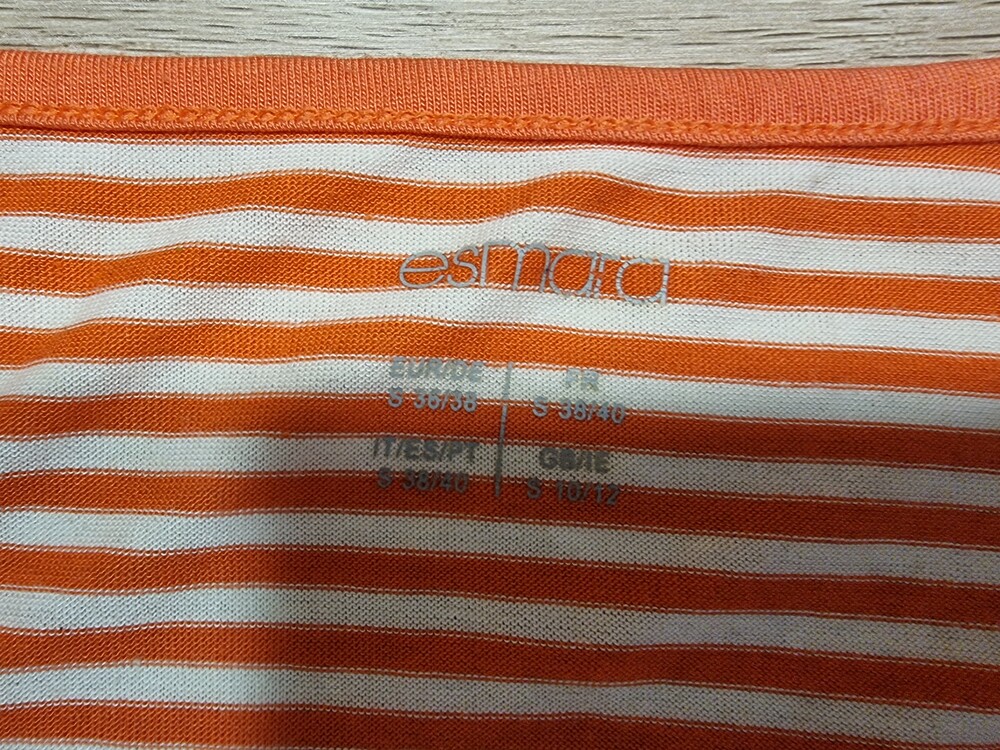 esmara
EUR/DE
S 36/38
FR
S 38/40
IT/ES/PT
S 38/40
GB/IE
S 10/12